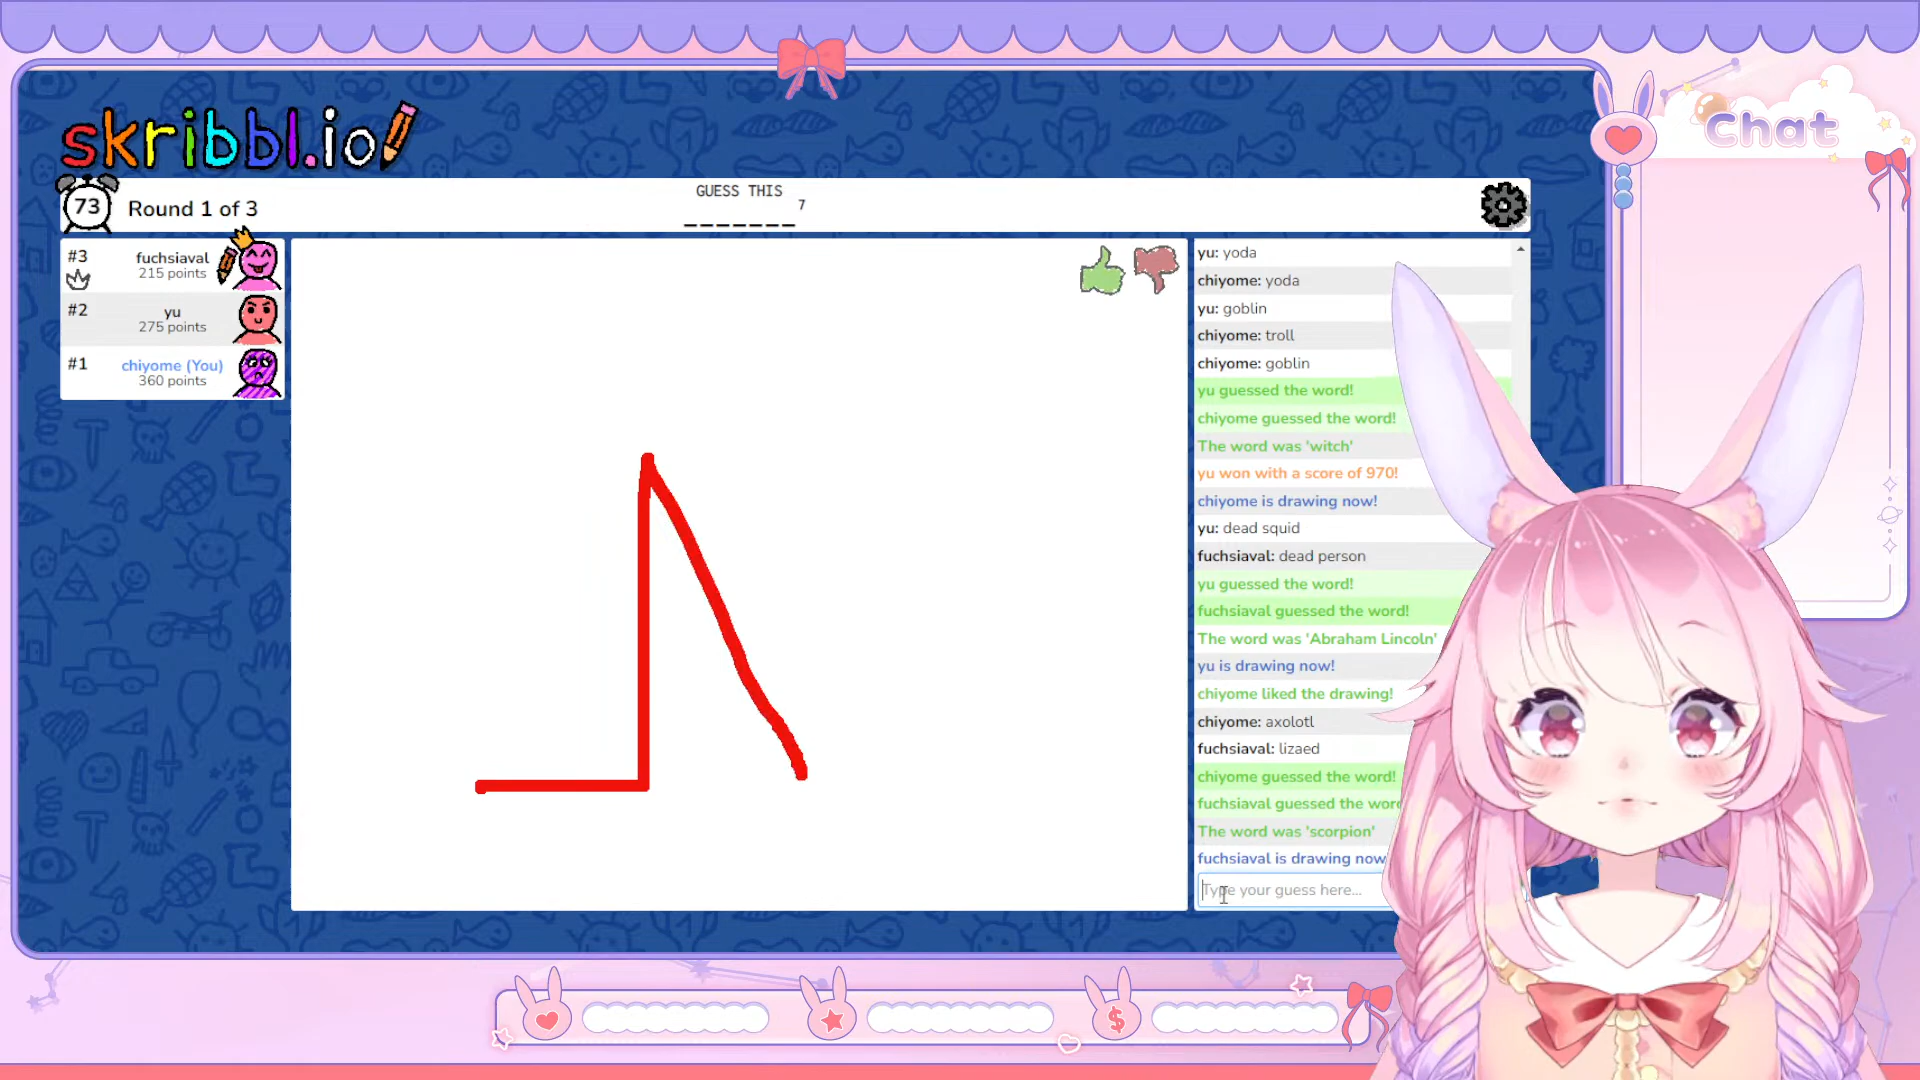 Chat
skribbl.io
73
Round 1 of 3
GUESS THIS
_______ 7
#3
fuchsiaval
215 points
#2
yu
275 points
#1
chiyome (You)
360 points
yu: yoda
chiyome: yoda
yu: goblin
chiyome: troll
chiyome: goblin
yu guessed the word!
chiyome guessed the word!
The word was 'witch'
yu won with a score of 970!
chiyome is drawing now!
yu: dead squid
fuchsiaval: dead person
yu guessed the word!
fuchsiaval guessed the word!
The word was 'Abraham Lincoln'
yu is drawing now!
chiyome liked the drawing!
chiyome: axolotl
fuchsiaval: lizaed
chiyome guessed the word!
fuchsiaval guessed the word
The word was 'scorpion'
fuchsiaval is drawing now
Type your guess here...
$